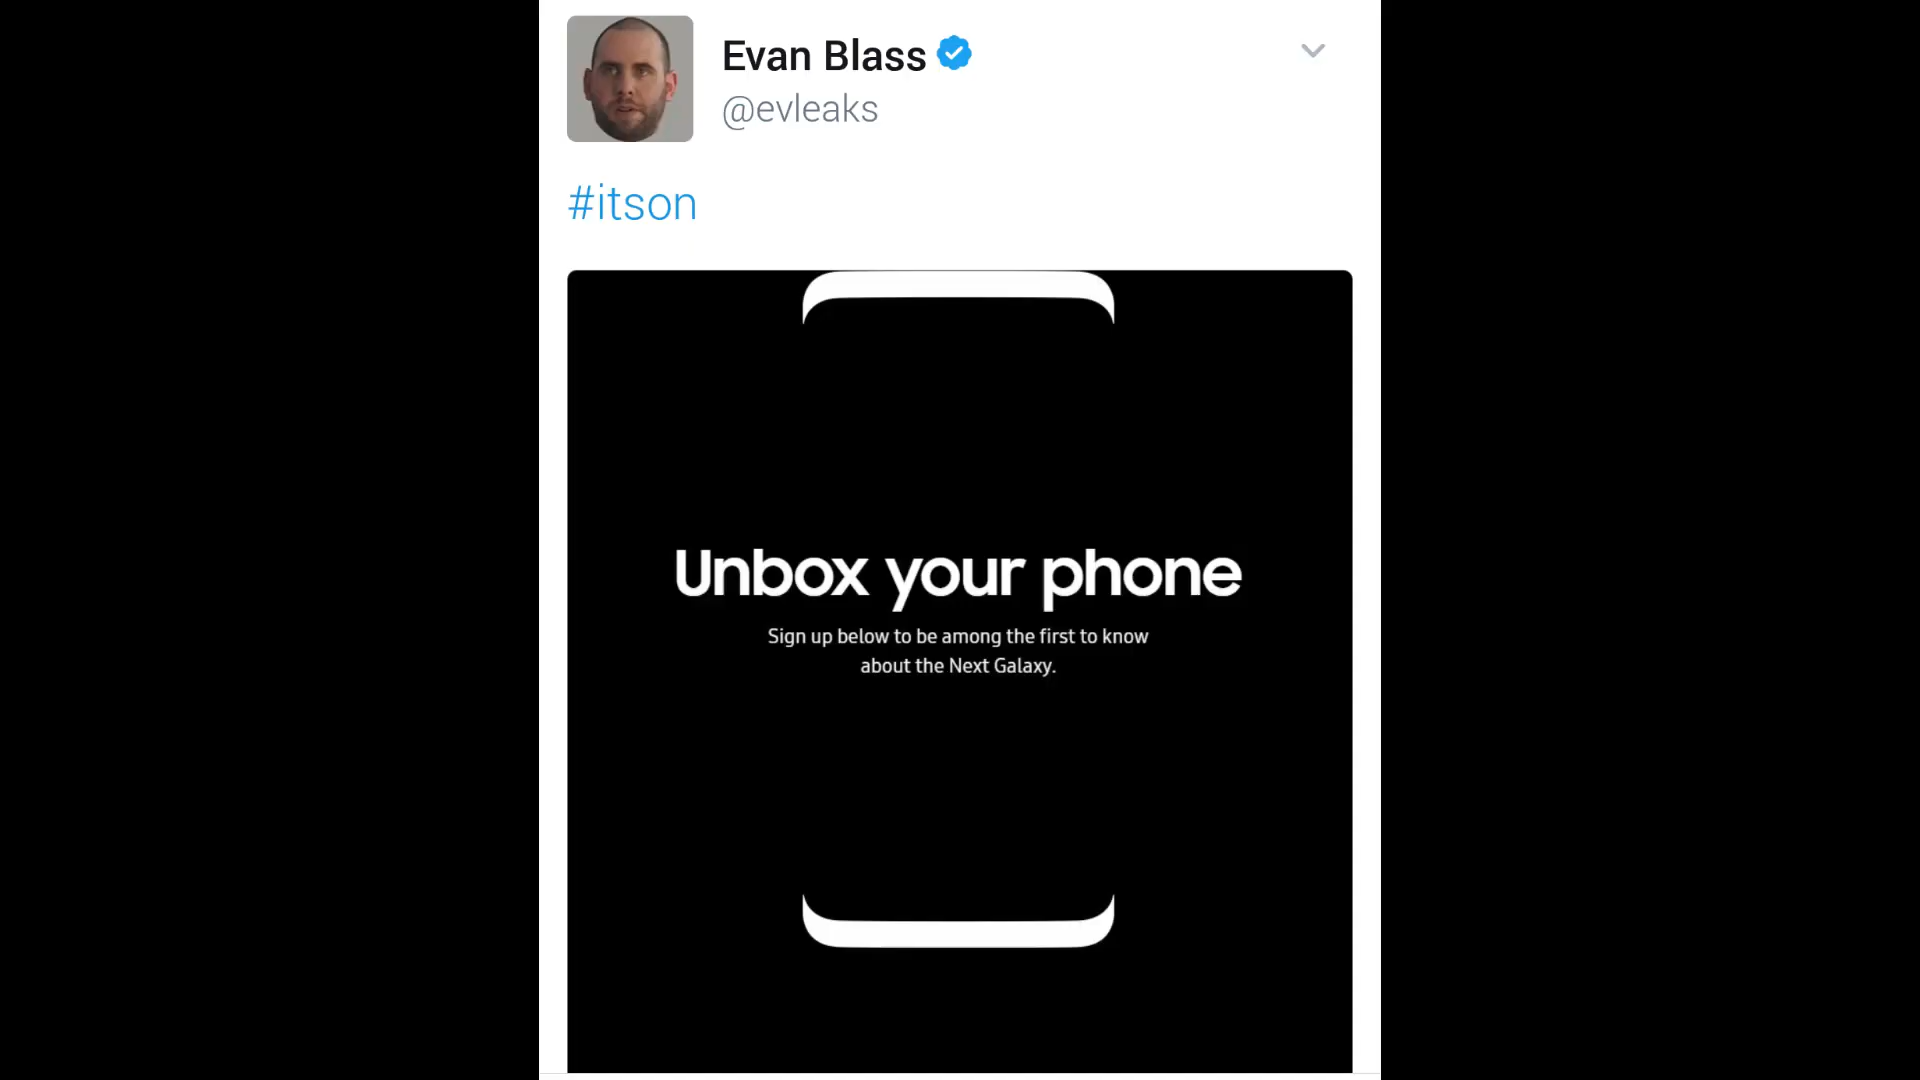 Evan Blass
@evleaks
#itson
Unbox your phone
Sign up below to be among the first to know
about the Next Galaxy.